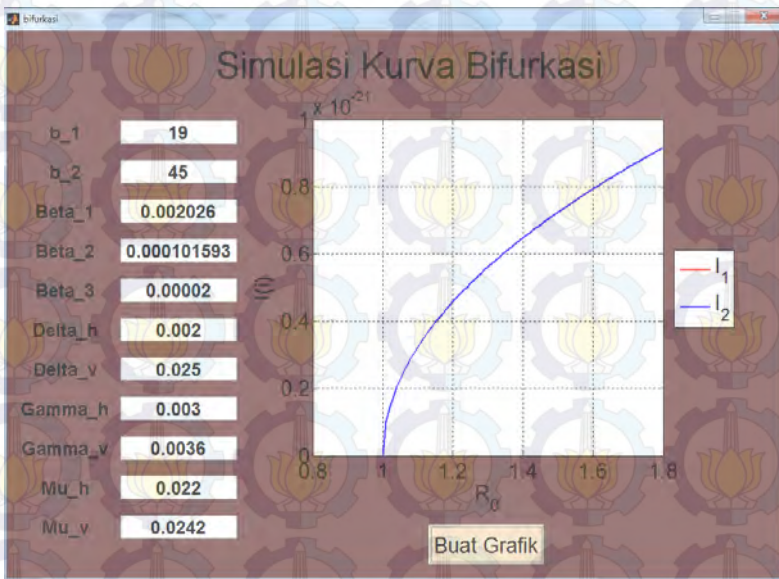 bifurkasi
Simulasi Kurva Bifurkasi
b_1 19
b_2 45
Beta_1 0.002026
Beta_2 0.000101593
Beta_3 0.00002
Delta_h 0.002
Delta_v 0.025
Gamma_h 0.003
Gamma_v 0.0036
Mu_h 0.022
Mu_v 0.0242
x 10^-21
1
0.8
0.6
0.4
0.2
0
0.8 1 1.2 1.4 1.6 1.8
R_0
I_1
I_2
Buat Grafik